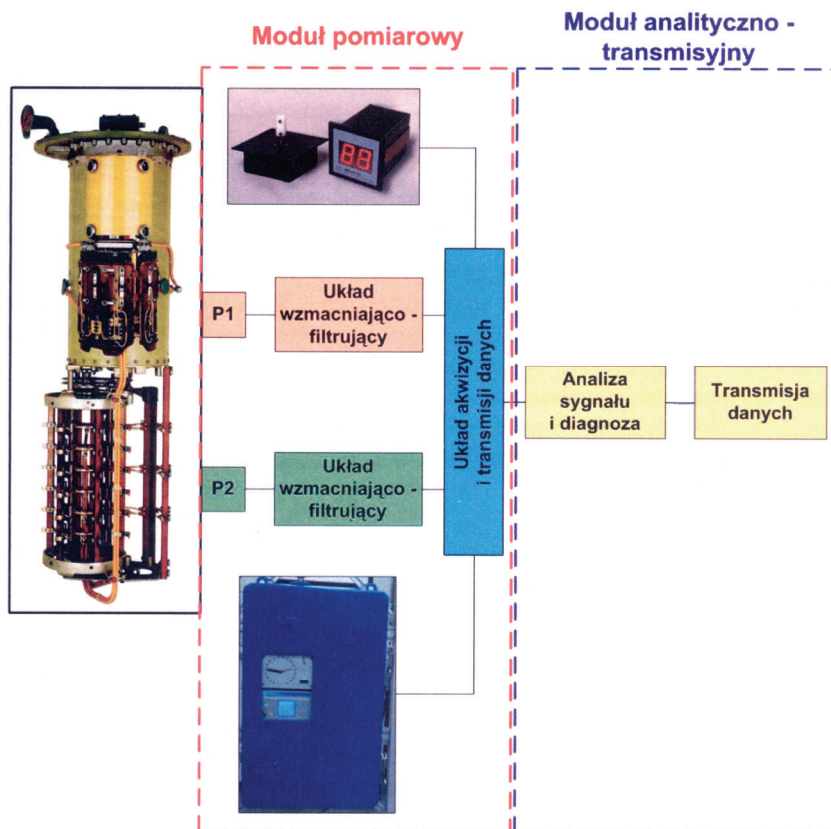 Moduł pomiarowy
Moduł analityczno -
transmisyjny
88
P1
Układ
wzmacniająco -
filtrujący
Układ akwizycji
i transmisji danych
Analiza
sygnału
i diagnoza
Transmisja
danych
P2
Układ
wzmacniająco -
filtrujący